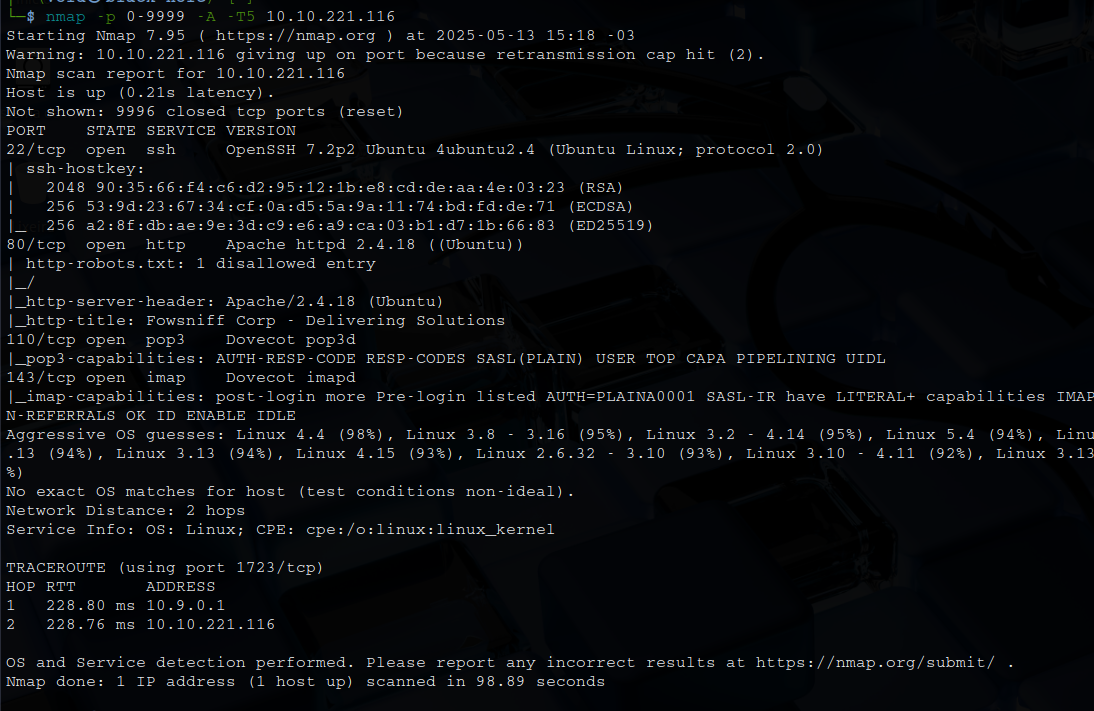 └─$ nmap -p 0-9999 -A -T5 10.10.221.116
Starting Nmap 7.95 ( https://nmap.org ) at 2025-05-13 15:18 -03
Warning: 10.10.221.116 giving up on port because retransmission cap hit (2).
Nmap scan report for 10.10.221.116
Host is up (0.21s latency).
Not shown: 9996 closed tcp ports (reset)
PORT    STATE SERVICE VERSION
22/tcp  open  ssh     OpenSSH 7.2p2 Ubuntu 4ubuntu2.4 (Ubuntu Linux; protocol 2.0)
| ssh-hostkey:
|   2048 90:35:66:f4:c6:d2:95:12:1b:e8:cd:de:aa:4e:03:23 (RSA)
|   256 53:9d:23:67:34:cf:0a:d5:5a:9a:11:74:bd:fd:de:71 (ECDSA)
|_  256 a2:8f:db:ae:9e:3d:c9:e6:a9:ca:03:b1:d7:1b:66:83 (ED25519)
80/tcp  open  http    Apache httpd 2.4.18 ((Ubuntu))
| http-robots.txt: 1 disallowed entry
|_/
|_http-server-header: Apache/2.4.18 (Ubuntu)
|_http-title: Fowsniff Corp - Delivering Solutions
110/tcp open  pop3    Dovecot pop3d
|_pop3-capabilities: AUTH-RESP-CODE RESP-CODES SASL(PLAIN) USER TOP CAPA PIPELINING UIDL
143/tcp open  imap    Dovecot imapd
|_imap-capabilities: post-login more Pre-login listed AUTH=PLAINA0001 SASL-IR have LITERAL+ capabilities IMAP
N-REFERRALS OK ID ENABLE IDLE
Aggressive OS guesses: Linux 4.4 (98%), Linux 3.8 - 3.16 (95%), Linux 3.2 - 4.14 (95%), Linux 5.4 (94%), Linu
.13 (94%), Linux 3.13 (94%), Linux 4.15 (93%), Linux 2.6.32 - 3.10 (93%), Linux 3.10 - 4.11 (92%), Linux 3.13
%)
No exact OS matches for host (test conditions non-ideal).
Network Distance: 2 hops
Service Info: OS: Linux; CPE: cpe:/o:linux:linux_kernel

TRACEROUTE (using port 1723/tcp)
HOP RTT       ADDRESS
1   228.80 ms 10.9.0.1
2   228.76 ms 10.10.221.116

OS and Service detection performed. Please report any incorrect results at https://nmap.org/submit/ .
Nmap done: 1 IP address (1 host up) scanned in 98.89 seconds